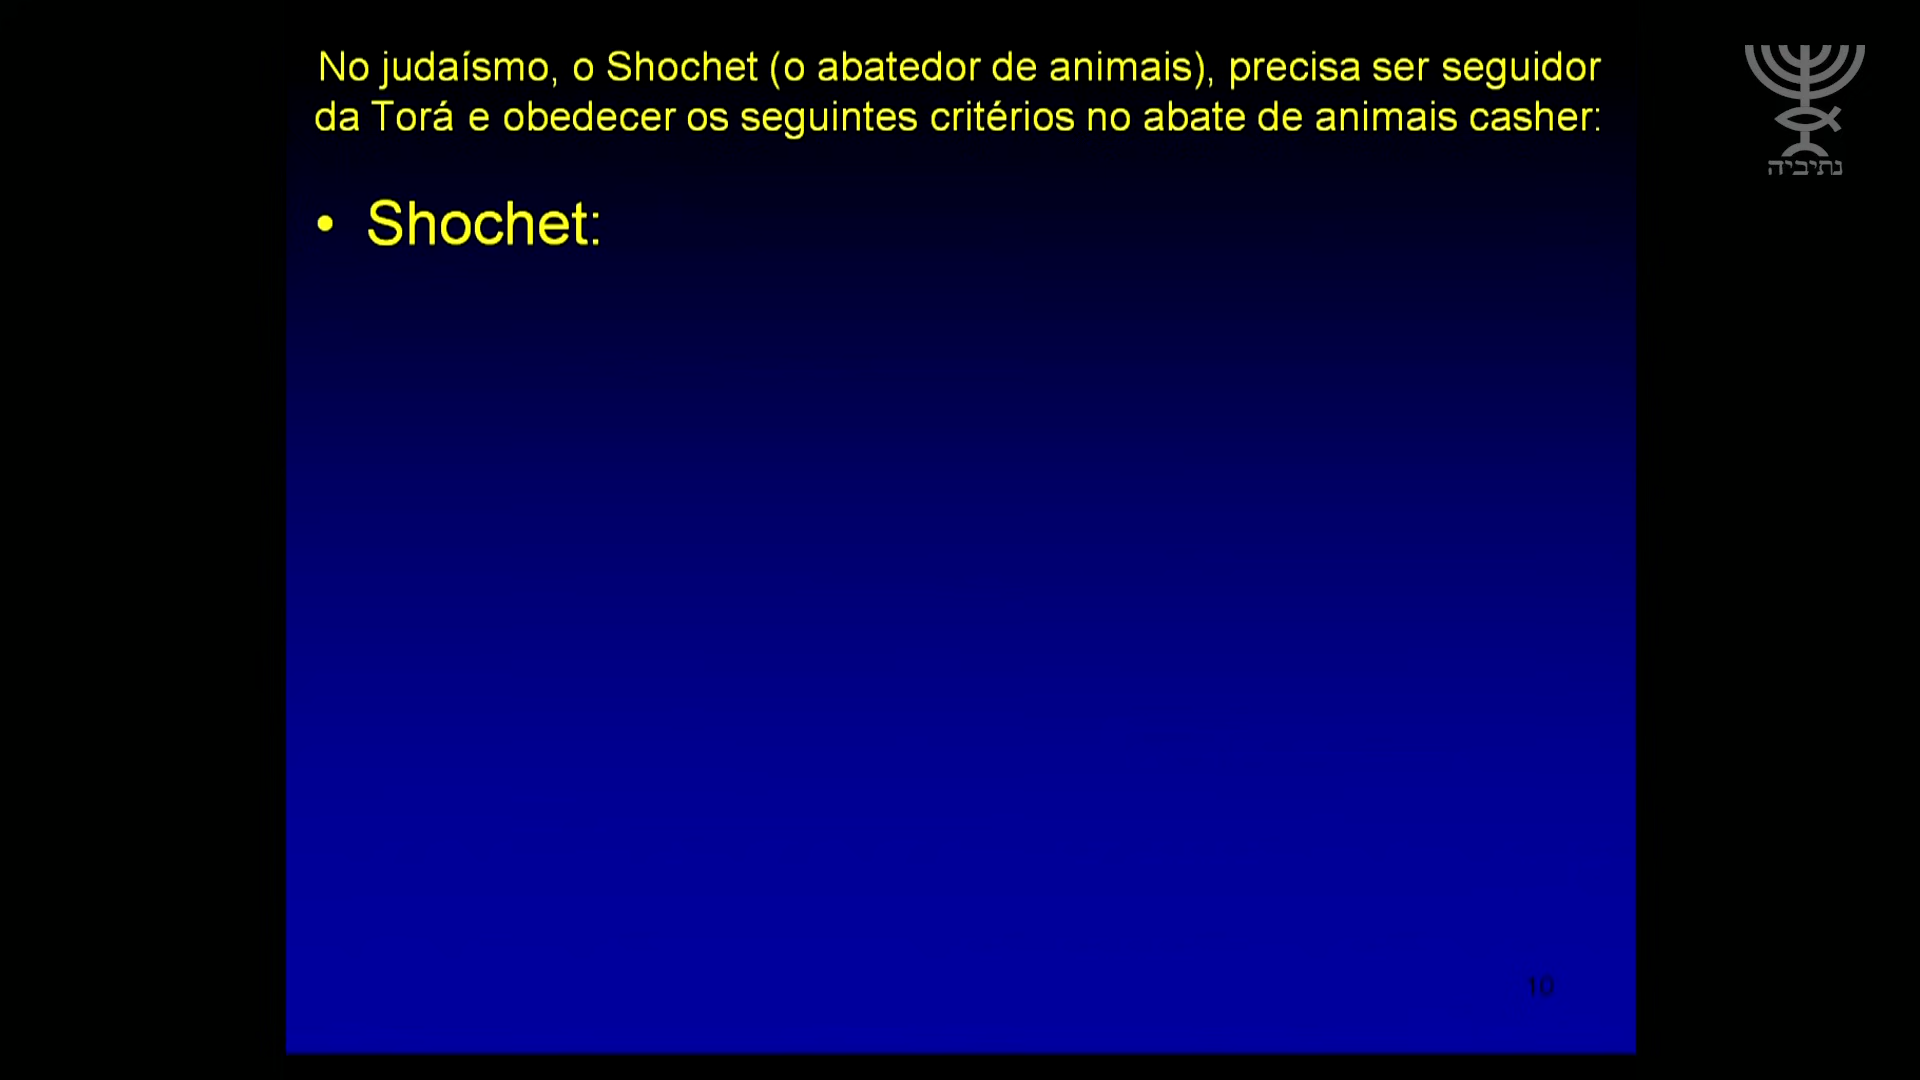 No judaísmo, o Shochet (o abatedor de animais), precisa ser seguidor
da Torá e obedecer os seguintes critérios no abate de animais casher:
• Shochet:
נתיביה
10